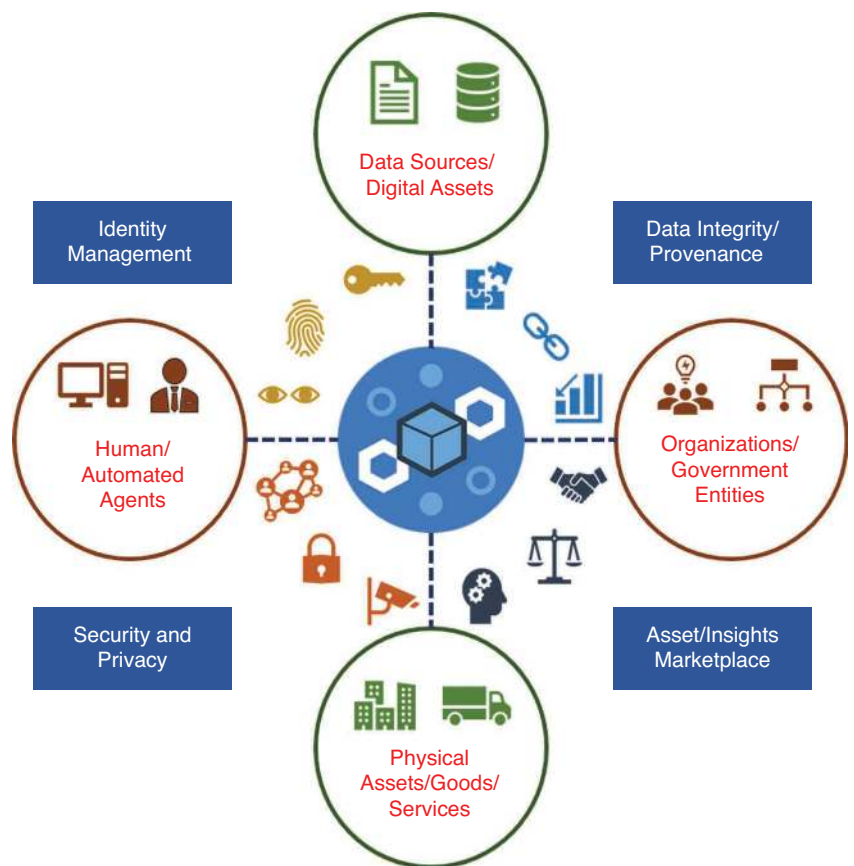 Data Sources/
Digital Assets
Identity
Management
Data Integrity/
Provenance
Human/
Automated
Agents
Organizations/
Government
Entities
Security and
Privacy
Asset/Insights
Marketplace
Physical
Assets/Goods/
Services